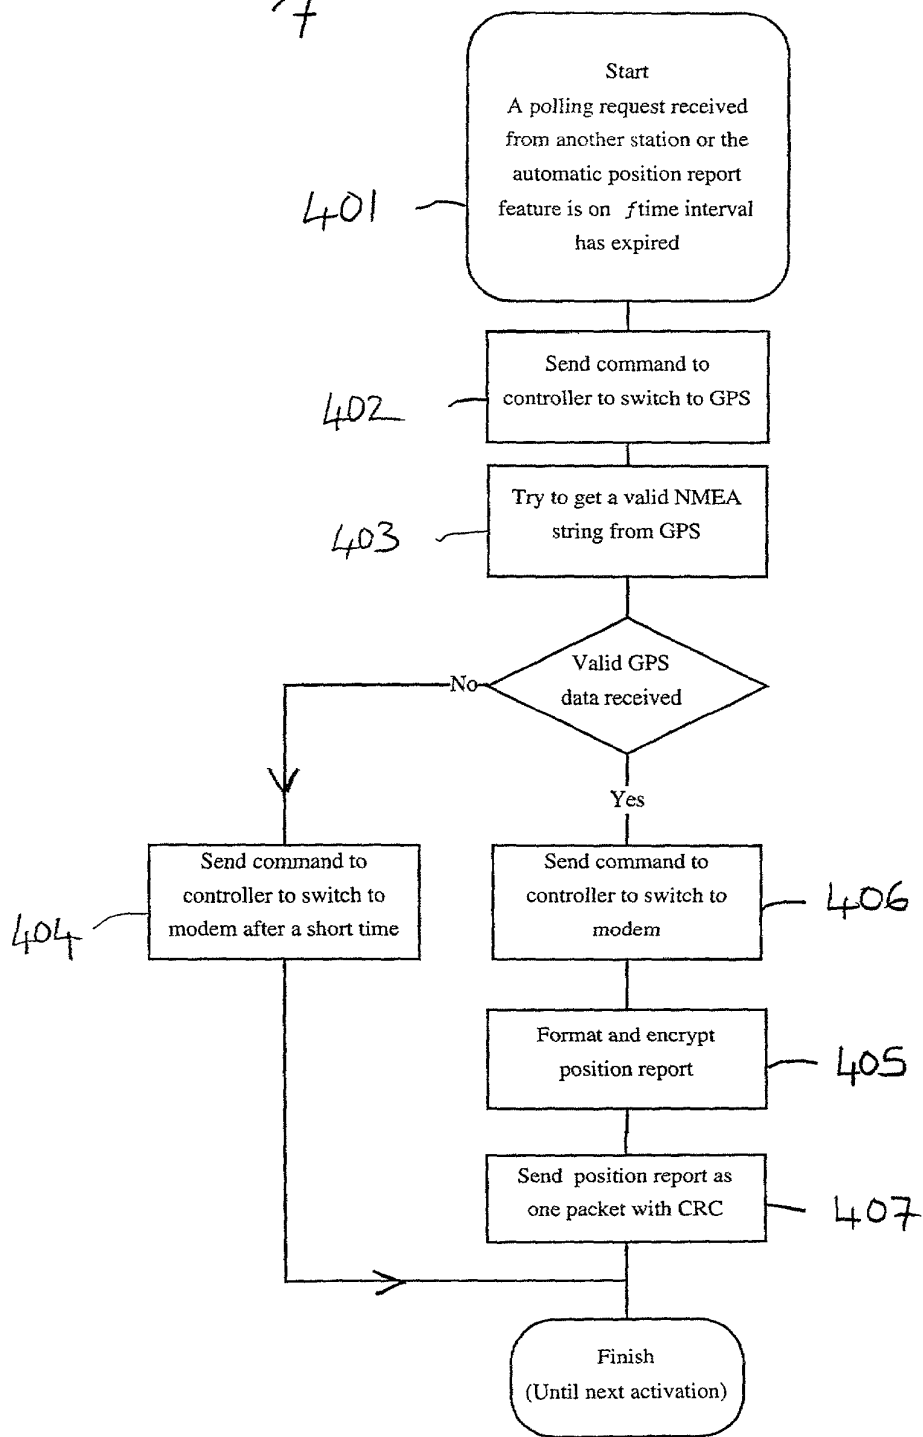 Start
A polling request received
from another station or the
automatic position report
feature is on ftime interval
has expired
401
Send command to
controller to switch to GPS
402
Try to get a valid NMEA
string from GPS
403
Valid GPS
data received
No
Yes
Send command to
controller to switch to
modem after a short time
404
Send command to
controller to switch to
modem
406
Format and encrypt
position report
405
Send position report as
one packet with CRC
407
Finish
(Until next activation)